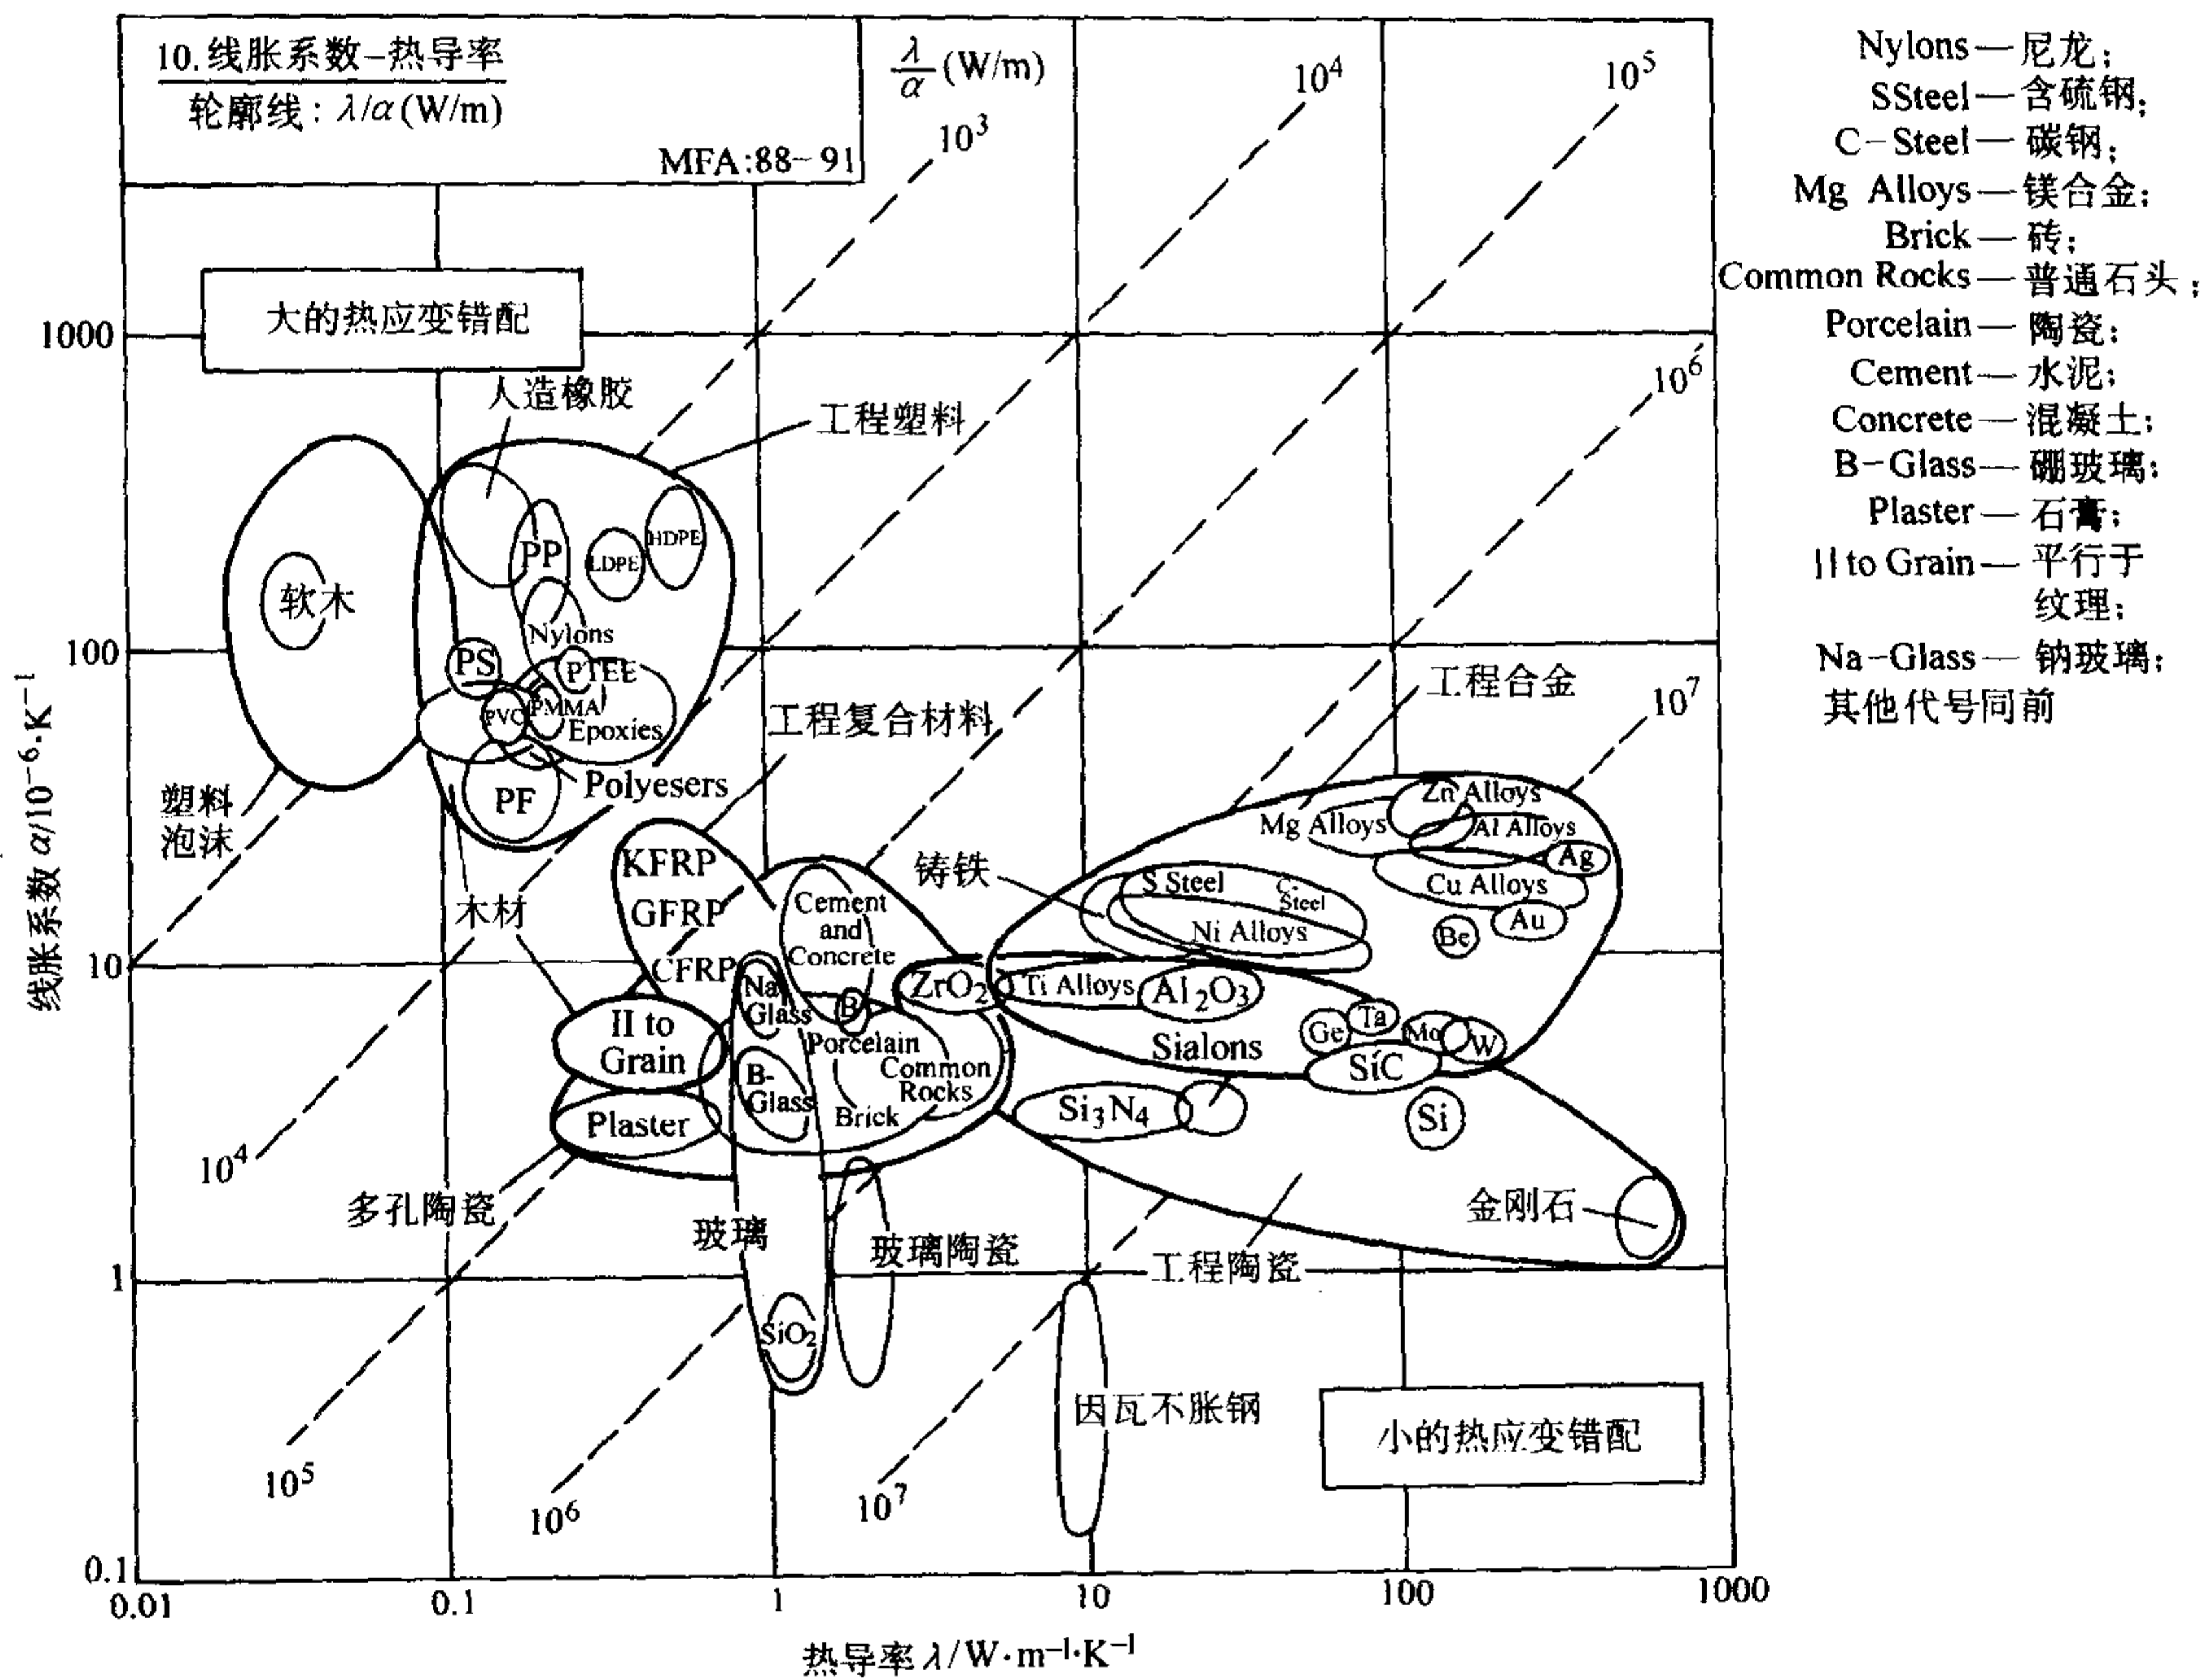 10.线胀系数-热导率
轮廓线: λ/α(W/m)
MFA:88-91
λ/α (W/m)
10³
10⁴
10⁵
10⁶
10⁷
大的热应变错配
人造橡胶
工程塑料
软木
PP
LDPE
HDPE
Nylons
PS
PTEE
PVC
PMMA
Epoxies
PF
Polyesers
塑料
泡沫
木材
工程复合材料
工程合金
KFRP
GFRP
CFRP
Cement
and
Concrete
铸铁
S Steel
C-
Steel
Ni Alloys
Mg Alloys
Zn Alloys
Al Alloys
Ag
Cu Alloys
Au
Be
Na
Glass
B
ZrO₂
Ti Alloys
Al₂O₃
II to
Grain
Porcelain
Common
Rocks
Brick
B-
Glass
Plaster
Sialons
Ge
Ta
Mo
W
SiC
Si₃N₄
Si
金刚石
多孔陶瓷
玻璃
玻璃陶瓷
工程陶瓷
SiO₂
因瓦不胀钢
小的热应变错配
10⁴
10⁵
10⁶
10⁷
1000
100
10
1
0.1
线胀系数 α/10⁻⁶·K⁻¹
0.01
0.1
1
10
100
1000
热导率 λ/W·m⁻¹·K⁻¹
Nylons—尼龙;
SSteel—含硫钢;
C-Steel—碳钢;
Mg Alloys—镁合金;
Brick—砖;
Common Rocks—普通石头;
Porcelain—陶瓷;
Cement—水泥;
Concrete—混凝土;
B-Glass—硼玻璃;
Plaster—石膏;
||to Grain—平行于
纹理;
Na-Glass—钠玻璃;
其他代号同前